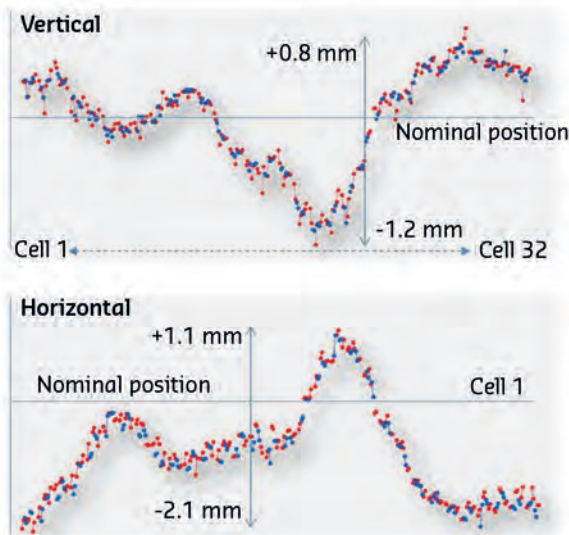 Vertical
+0.8 mm
Nominal position
-1.2 mm
Cell 1
Cell 32
Horizontal
+1.1 mm
Nominal position
Cell 1
-2.1 mm